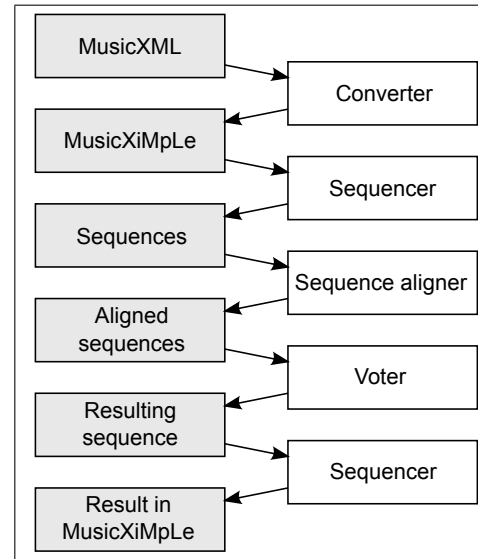 MusicXML
Converter
MusicXiMpLe
Sequencer
Sequences
Sequence aligner
Aligned
sequences
Voter
Resulting
sequence
Sequencer
Result in
MusicXiMpLe